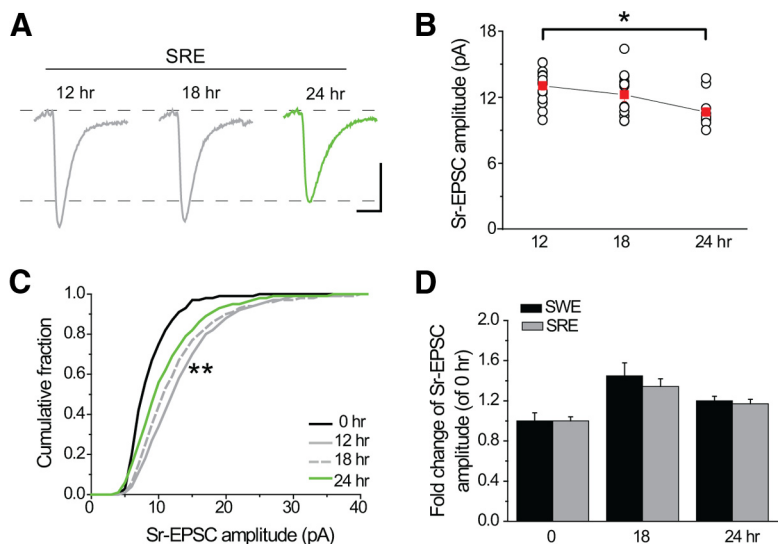 A
SRE
12 hr
18 hr
24 hr
B
Sr-EPSC amplitude (pA)
18
12
6
0
*
12
18
24 hr
C
Cumulative fraction
1.0
0.8
0.6
0.4
0.2
0.0
**
0 hr
12 hr
18 hr
24 hr
0
10
20
30
40
Sr-EPSC amplitude (pA)
D
Fold change of Sr-EPSC
amplitude (of 0 hr)
SWE
SRE
2.0
1.6
1.2
0.8
0.4
0.0
0
18
24 hr